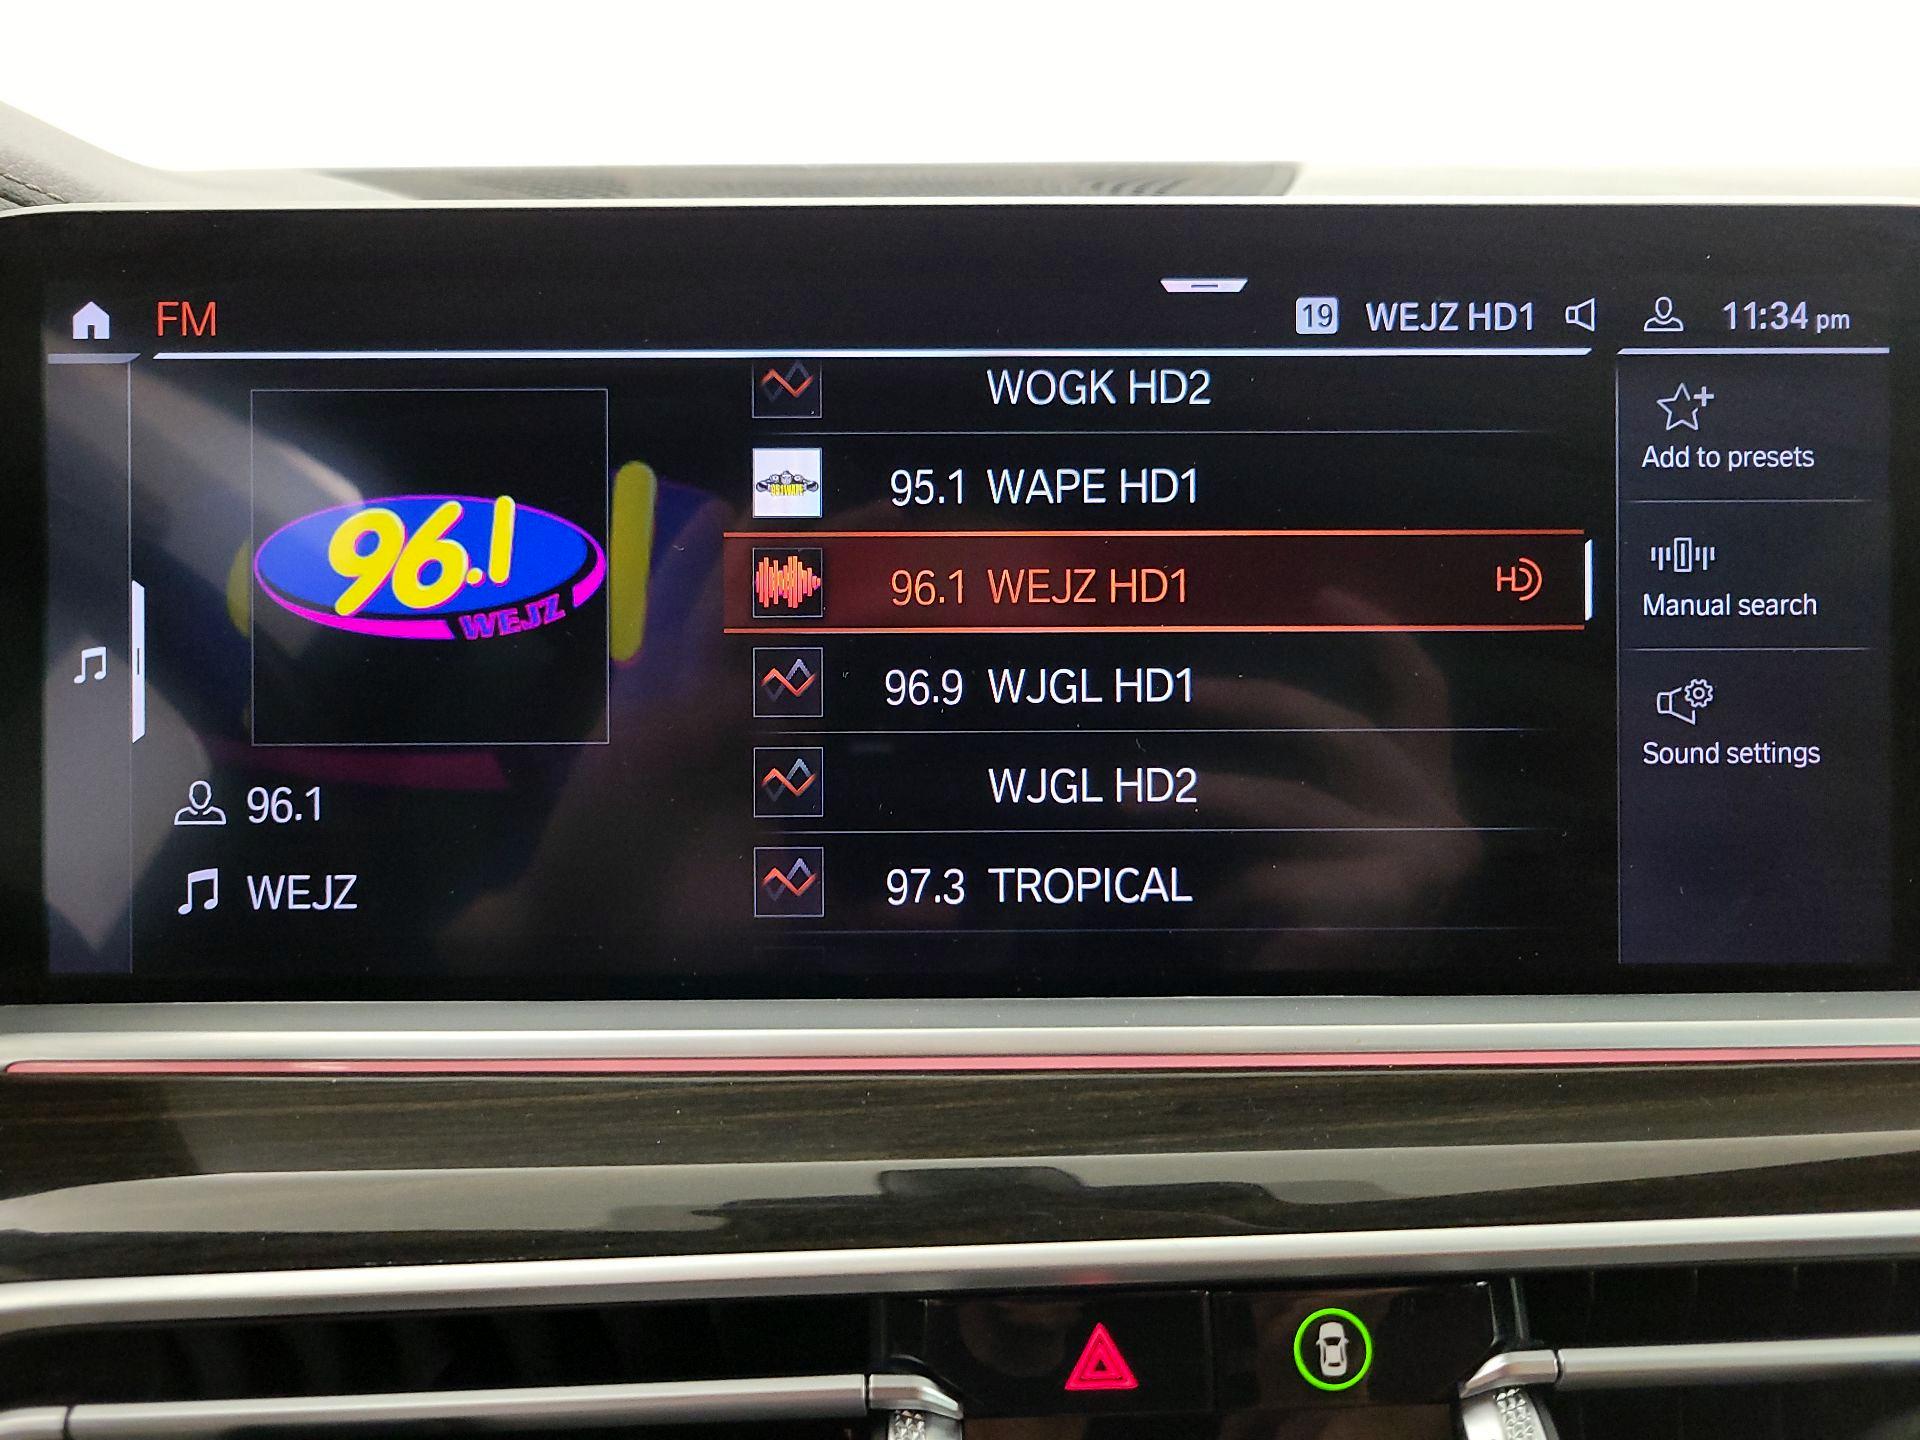 FM
19 WEJZ HD1
11:34 pm
96.1
WEJZ
96.1
WEJZ
WOGK HD2
95.1 WAPE HD1
96.1 WEJZ HD1 HD
96.9 WJGL HD1
WJGL HD2
97.3 TROPICAL
Add to presets
Manual search
Sound settings